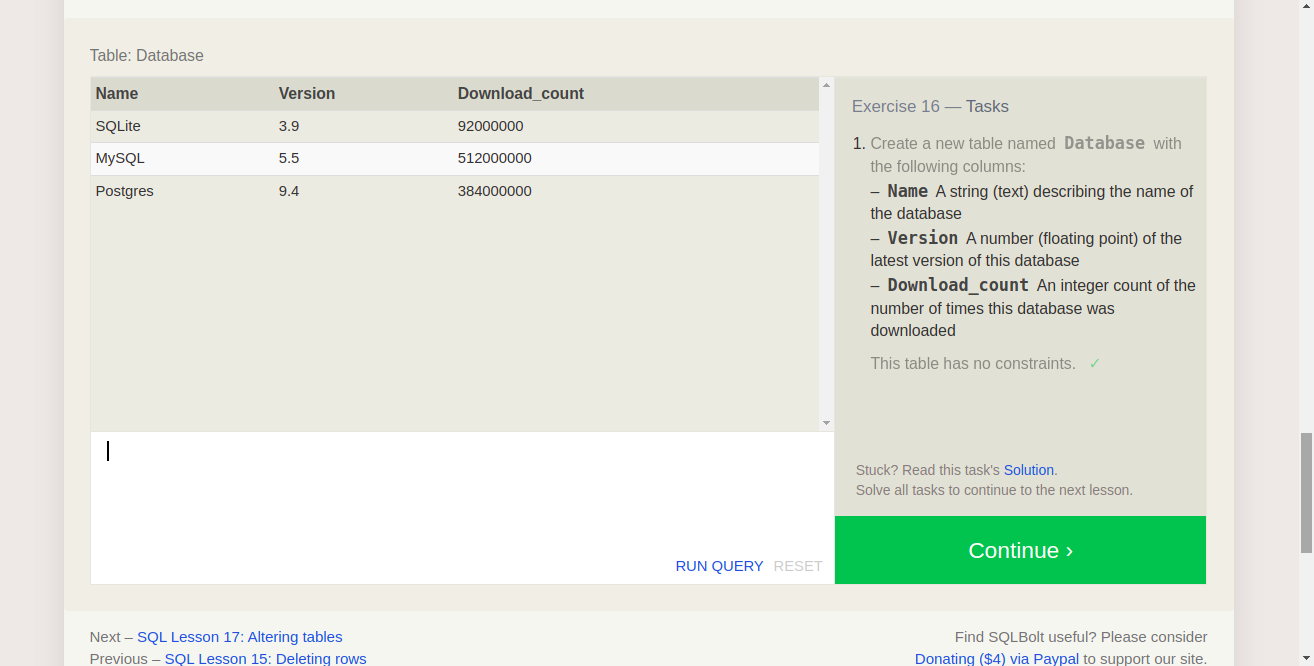 Table: Database
Name Version Download_count
SQLite 3.9 92000000
MySQL 5.5 512000000
Postgres 9.4 384000000
RUN QUERY RESET
Exercise 16 — Tasks
1. Create a new table named Database with
the following columns:
– Name A string (text) describing the name of
the database
– Version A number (floating point) of the
latest version of this database
– Download_count An integer count of the
number of times this database was
downloaded
This table has no constraints. ✓
Stuck? Read this task's Solution.
Solve all tasks to continue to the next lesson.
Continue ›
Next – SQL Lesson 17: Altering tables
Previous – SQL Lesson 15: Deleting rows
Find SQLBolt useful? Please consider
Donating ($4) via Paypal to support our site.